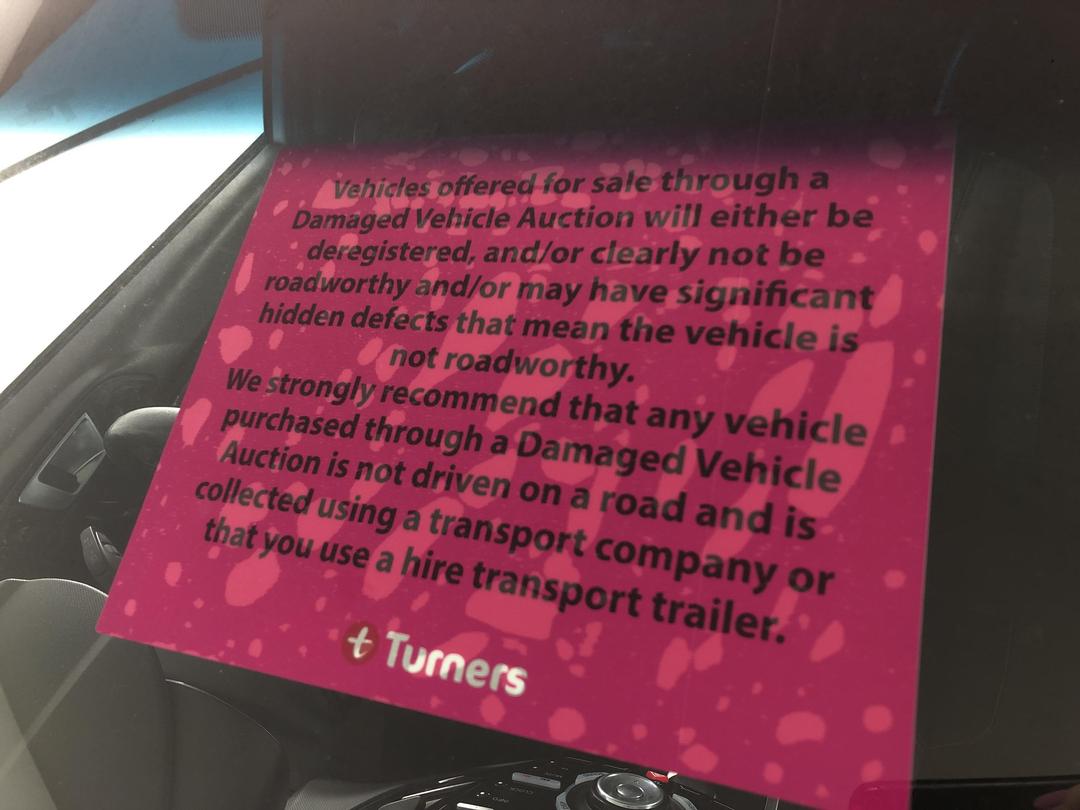 Vehicles offered for sale through a
Damaged Vehicle Auction will either be
deregistered, and/or clearly not be
roadworthy and/or may have significant
hidden defects that mean the vehicle is
not roadworthy.
We strongly recommend that any vehicle
purchased through a Damaged Vehicle
Auction is not driven on a road and is
collected using a transport company or
that you use a hire transport trailer.
t Turners
CLOCK